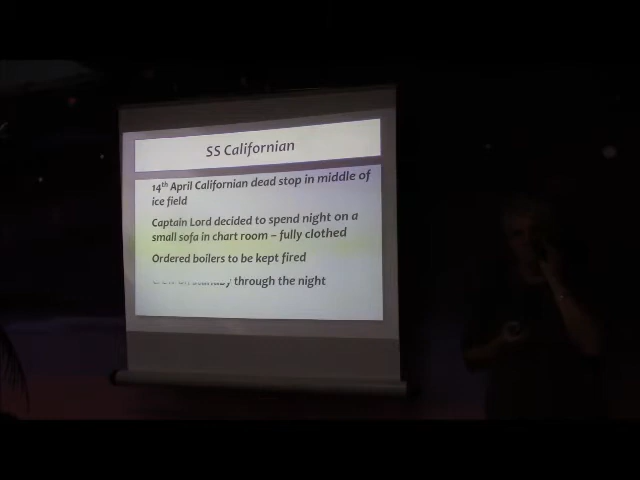 SS Californian
14th April Californian dead stop in middle of
ice field
Captain Lord decided to spend night on a
small sofa in chart room – fully clothed
Ordered boilers to be kept fired
through the night